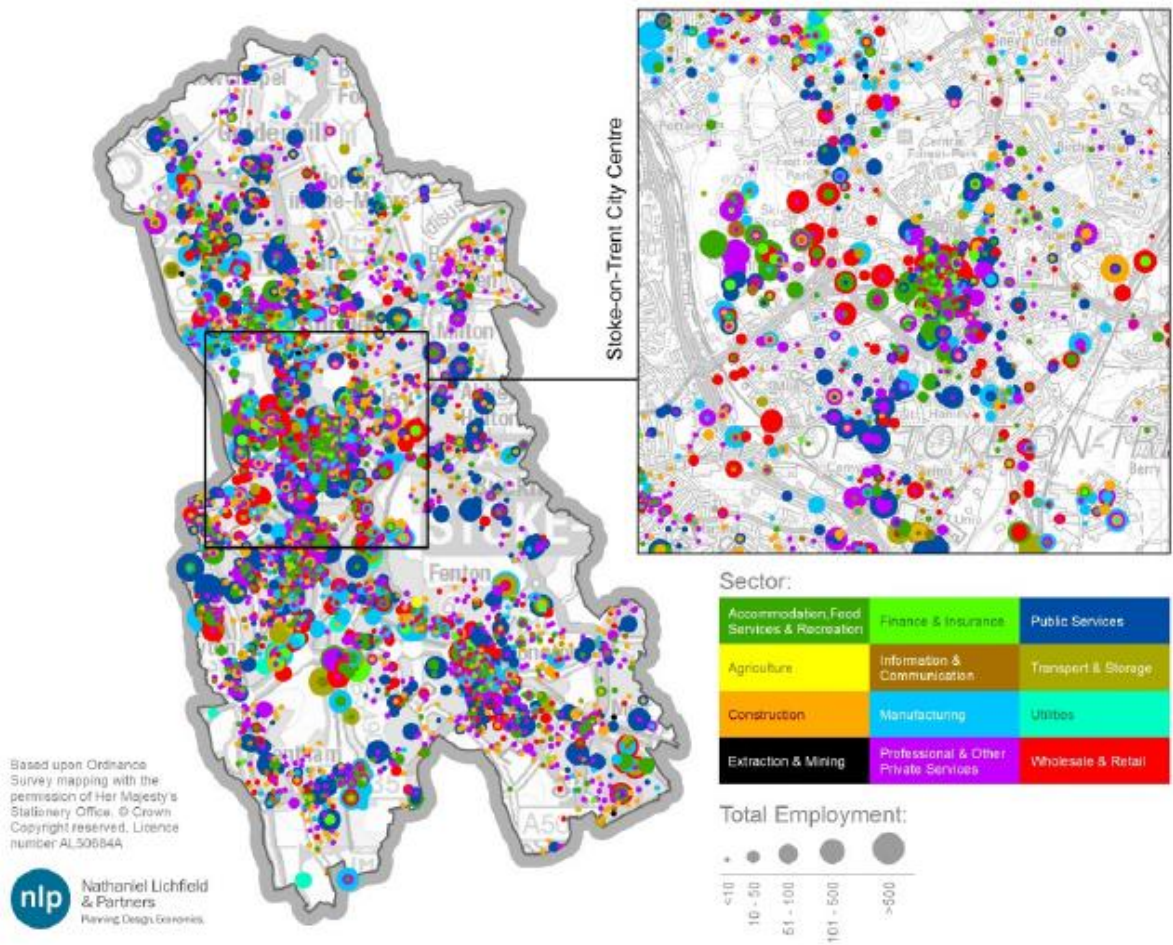 Stoke-on-Trent City Centre
Fenton
A50
Sector:
Accommodation,Food
Services & Recreation
Finance & Insurance
Public Services
Agriculture
Information &
Communication
Transport & Storage
Construction
Manufacturing
Utilities
Extraction & Mining
Professional & Other
Private Services
Wholesale & Retail
Total Employment:
<10
10 - 50
51 - 100
101 - 500
>500
Based upon Ordnance
Survey mapping with the
permission of Her Majesty's
Stationery Office. © Crown
Copyright reserved. Licence
number AL50684A
nlp
Nathaniel Lichfield
& Partners
Planning. Design. Economics.